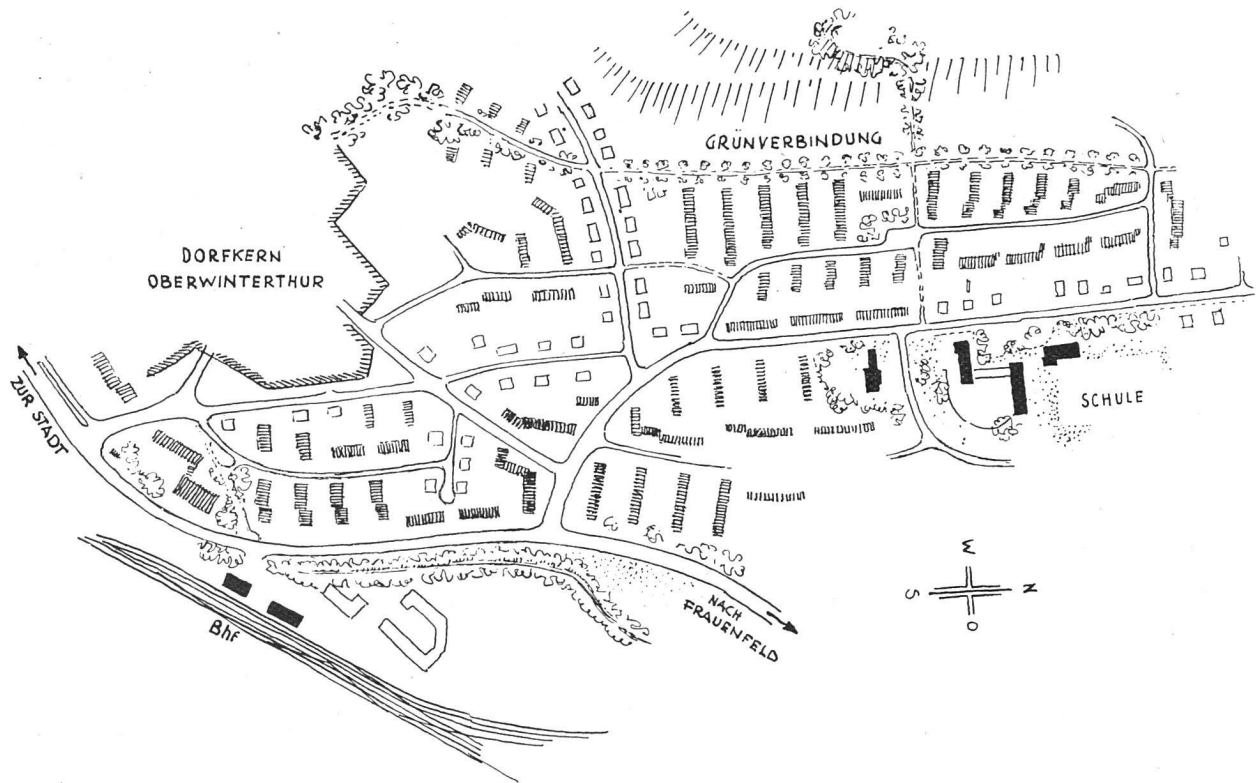 GRÜNVERBINDUNG
DORFKERN
OBERWINTERTHUR
ZUR STADT
SCHULE
W
S
N
O
NACH
FRAUENFELD
Bhf